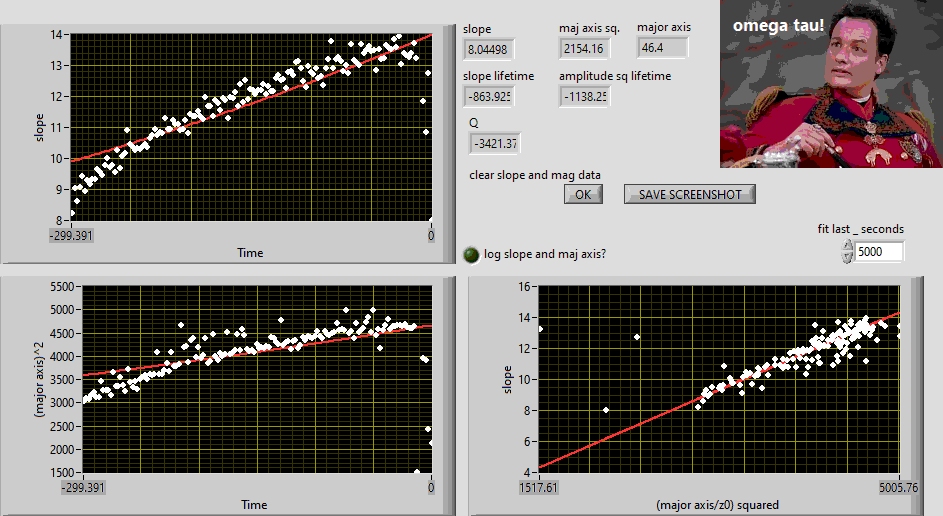 omega tau!
slope
maj axis sq.
major axis
8.04498
2154.16
46.4
slope lifetime
amplitude sq lifetime
-863.925
-1138.25
Q
-3421.37
clear slope and mag data
OK
SAVE SCREENSHOT
fit last _ seconds
5000
log slope and maj axis?
14
13
12
11
10
9
8
slope
-299.391
0
Time
5500
5000
4500
4000
3500
3000
2500
2000
1500
(major axis)^2
-299.391
0
Time
16
14
12
10
8
6
4
slope
1517.61
5005.76
(major axis/z0) squared